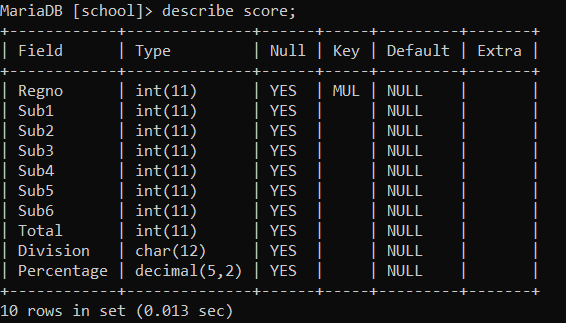 MariaDB [school]> describe score;
+------------+--------------+------+-----+---------+-------+
| Field      | Type         | Null | Key | Default | Extra |
+------------+--------------+------+-----+---------+-------+
| Regno      | int(11)      | YES  | MUL | NULL    |       |
| Sub1       | int(11)      | YES  |     | NULL    |       |
| Sub2       | int(11)      | YES  |     | NULL    |       |
| Sub3       | int(11)      | YES  |     | NULL    |       |
| Sub4       | int(11)      | YES  |     | NULL    |       |
| Sub5       | int(11)      | YES  |     | NULL    |       |
| Sub6       | int(11)      | YES  |     | NULL    |       |
| Total      | int(11)      | YES  |     | NULL    |       |
| Division   | char(12)     | YES  |     | NULL    |       |
| Percentage | decimal(5,2) | YES  |     | NULL    |       |
+------------+--------------+------+-----+---------+-------+
10 rows in set (0.013 sec)